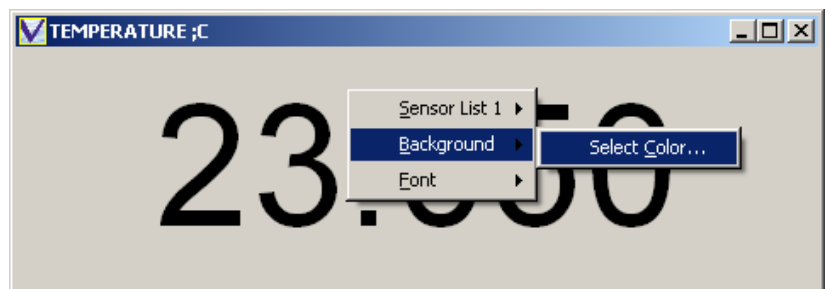 TEMPERATURE ;C
Sensor List 1
Background
Select Color...
Font